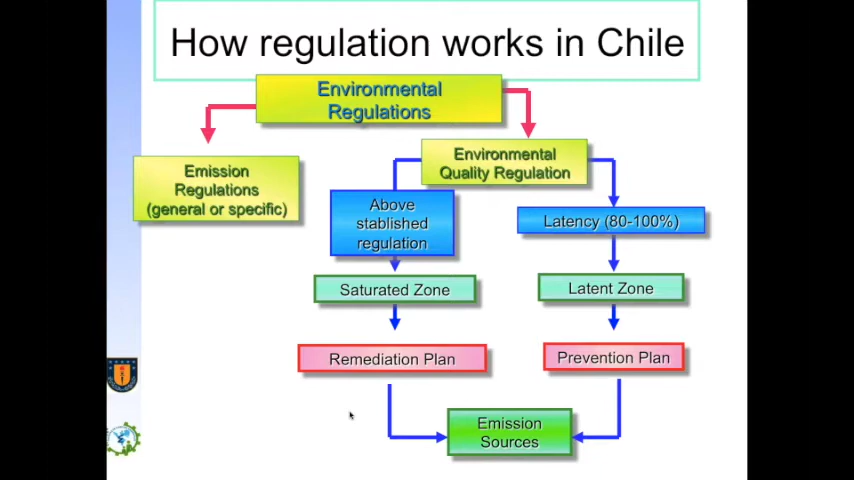 How regulation works in Chile
Environmental
Regulations
Emission
Regulations
(general or specific)
Environmental
Quality Regulation
Above
stablished
regulation
Latency (80-100%)
Saturated Zone
Latent Zone
Remediation Plan
Prevention Plan
Emission
Sources